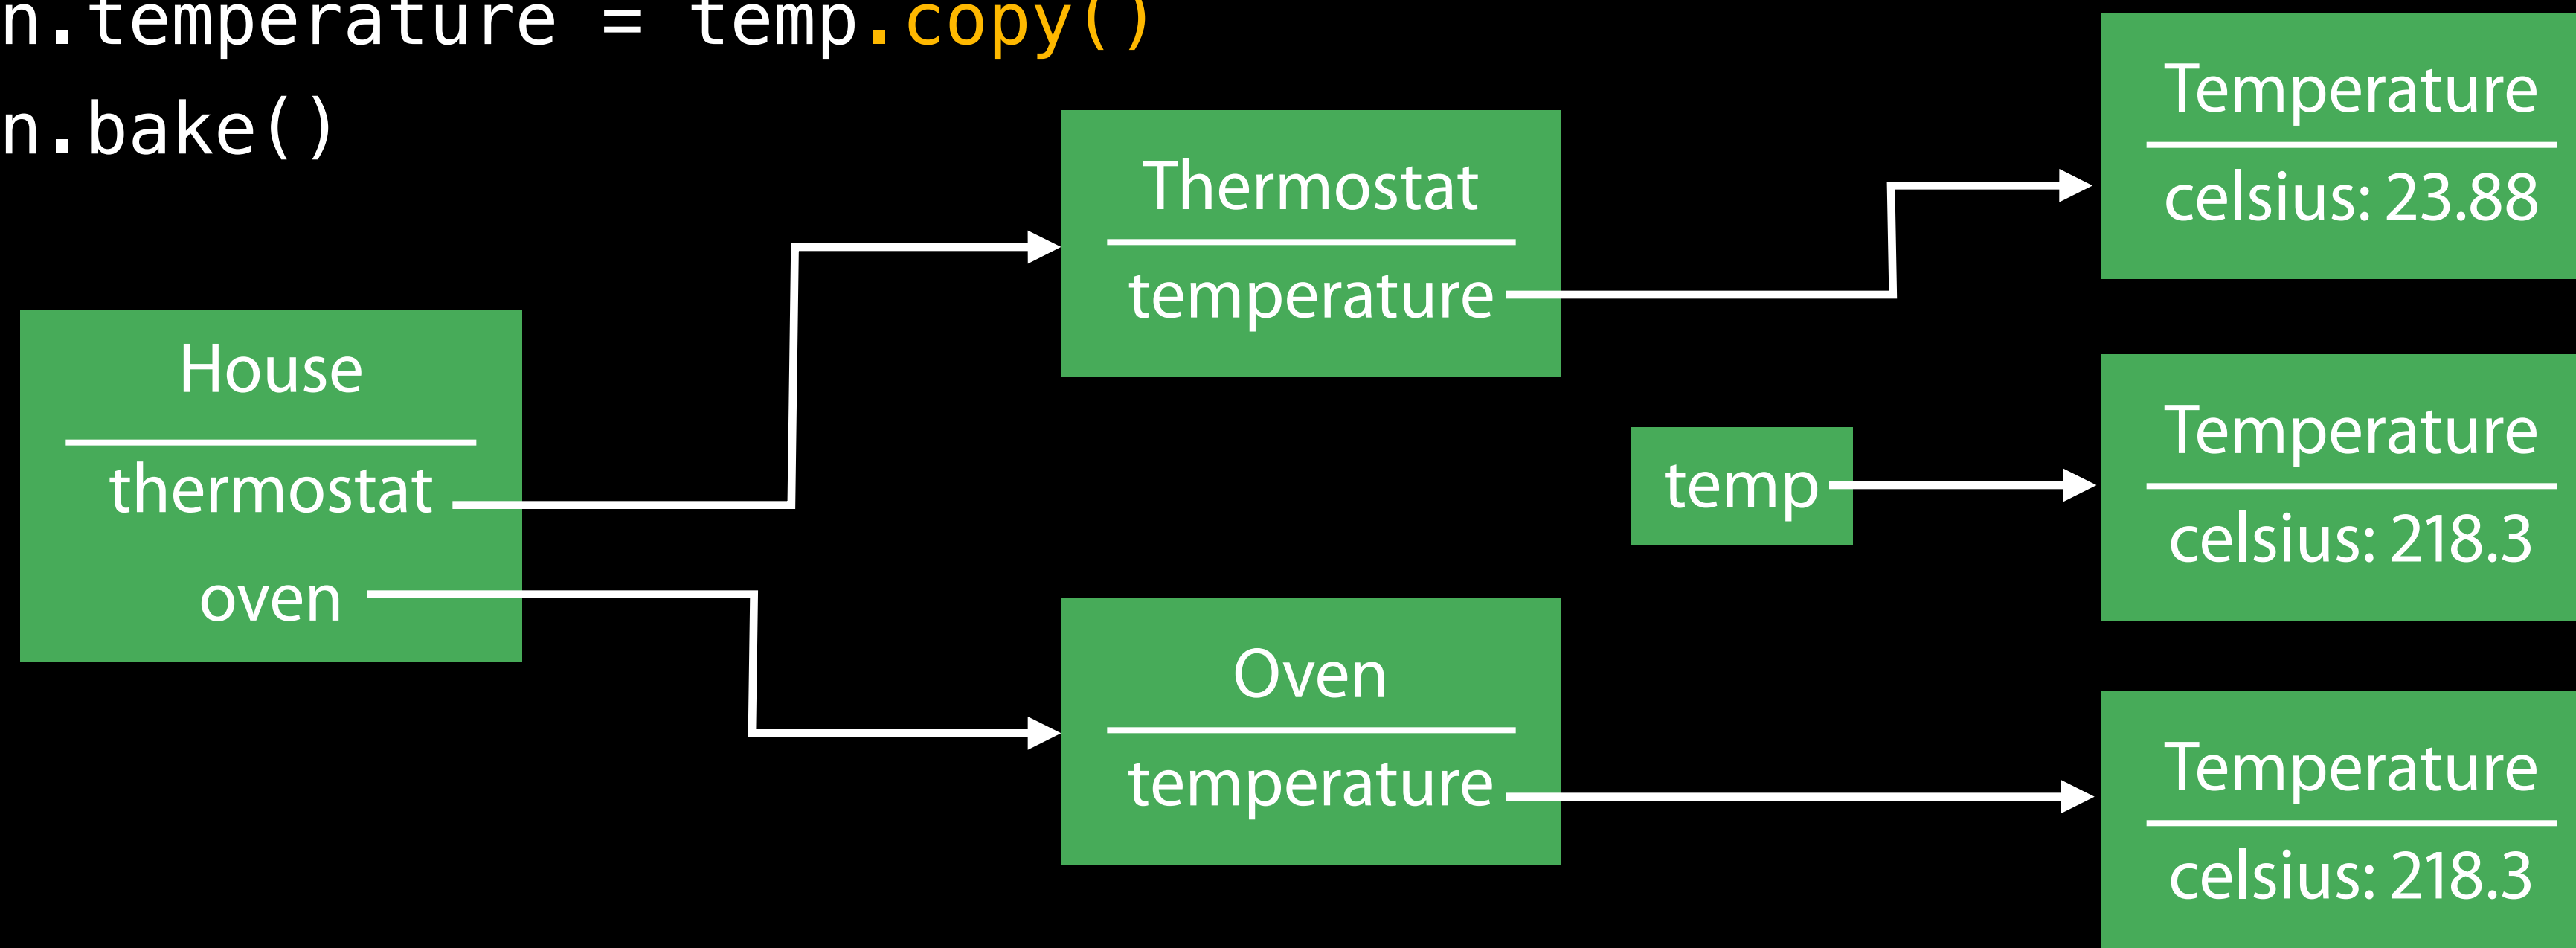 n.temperature = temp.copy()
n.bake()
House
thermostat
oven
Thermostat
temperature
Oven
temperature
temp
Temperature
celsius: 23.88
Temperature
celsius: 218.3
Temperature
celsius: 218.3